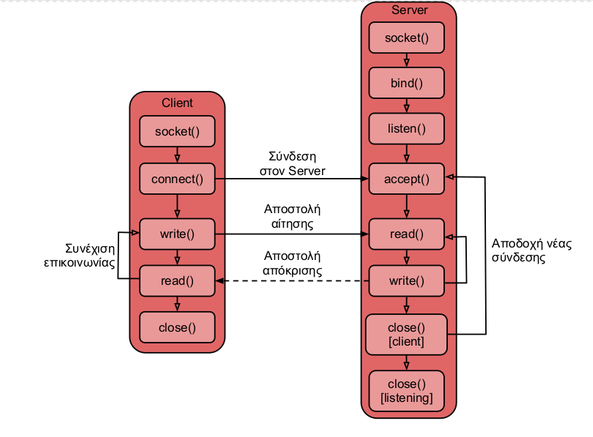 Server
socket()
bind()
listen()
accept()
read()
write()
close()
[client]
close()
[listening]
Client
socket()
connect()
write()
read()
close()
Σύνδεση
στον Server
Αποστολή
αίτησης
Αποστολή
απόκρισης
Συνέχιση
επικοινωνίας
Αποδοχή νέας
σύνδεσης